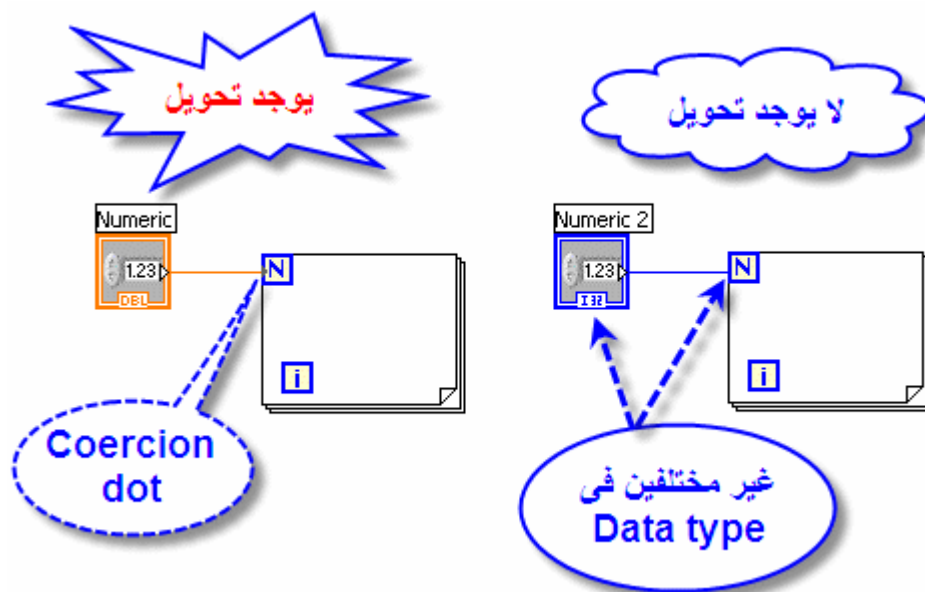 يوجد تحويل
لا يوجد تحويل
Numeric
1.23
DBL
N
i
Numeric 2
1.23
I32
N
i
Coercion
dot
غير مختلفين فى
Data type